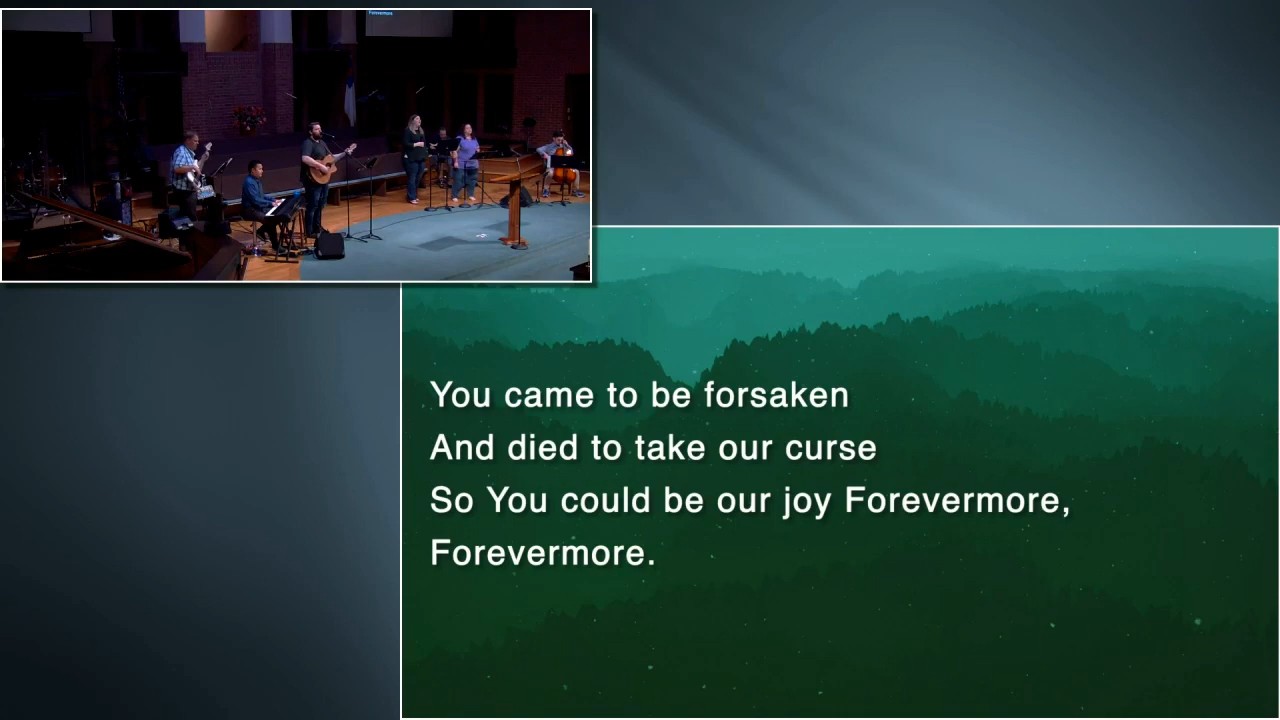 Forevermore.
You came to be forsaken
And died to take our curse
So You could be our joy Forevermore,
Forevermore.